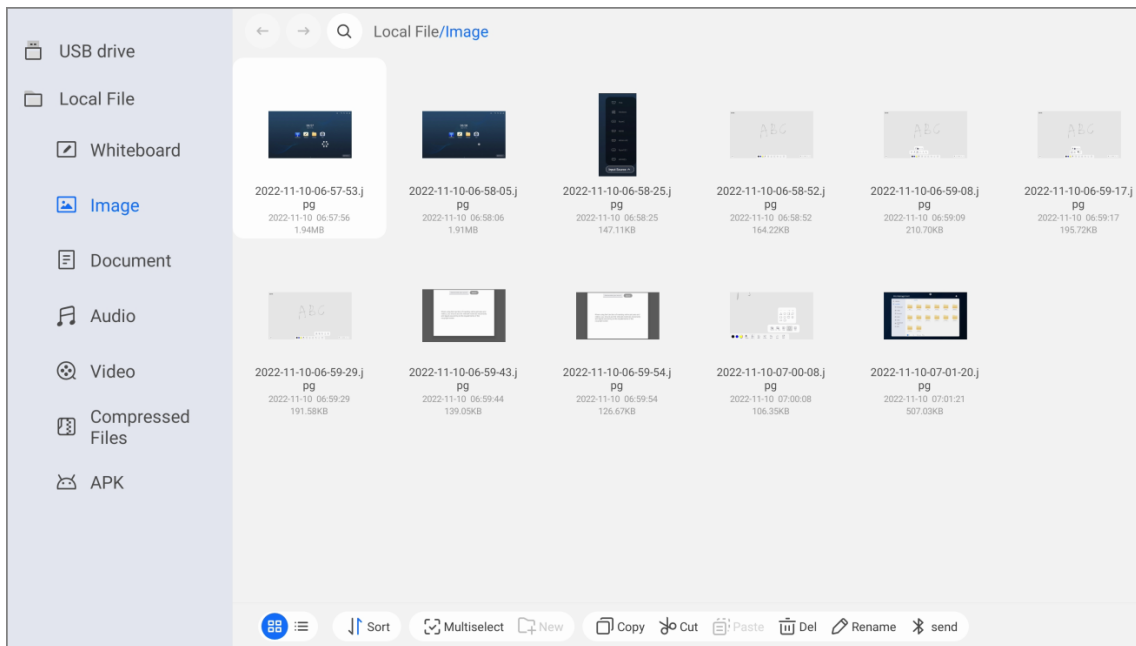 USB drive
Local File
Whiteboard
Image
Document
Audio
Video
Compressed
Files
APK
Local File/Image
2022-11-10-06-57-53.j
pg
2022-11-10 06:57:56
1.94MB
2022-11-10-06-58-05.j
pg
2022-11-10 06:58:06
1.91MB
2022-11-10-06-58-25.j
pg
2022-11-10 06:58:25
147.11KB
2022-11-10-06-58-52.j
pg
2022-11-10 06:58:52
164.22KB
2022-11-10-06-59-08.j
pg
2022-11-10 06:59:09
210.70KB
2022-11-10-06-59-17.j
pg
2022-11-10 06:59:17
195.72KB
ABC
ABC
ABC
ABC
2022-11-10-06-59-29.j
pg
2022-11-10 06:59:29
191.58KB
2022-11-10-06-59-43.j
pg
2022-11-10 06:59:44
139.05KB
2022-11-10-06-59-54.j
pg
2022-11-10 06:59:54
126.67KB
2022-11-10-07-00-08.j
pg
2022-11-10 07:00:08
106.35KB
2022-11-10-07-01-20.j
pg
2022-11-10 07:01:21
507.03KB
Sort
Multiselect
New
Copy
Cut
Paste
Del
Rename
send